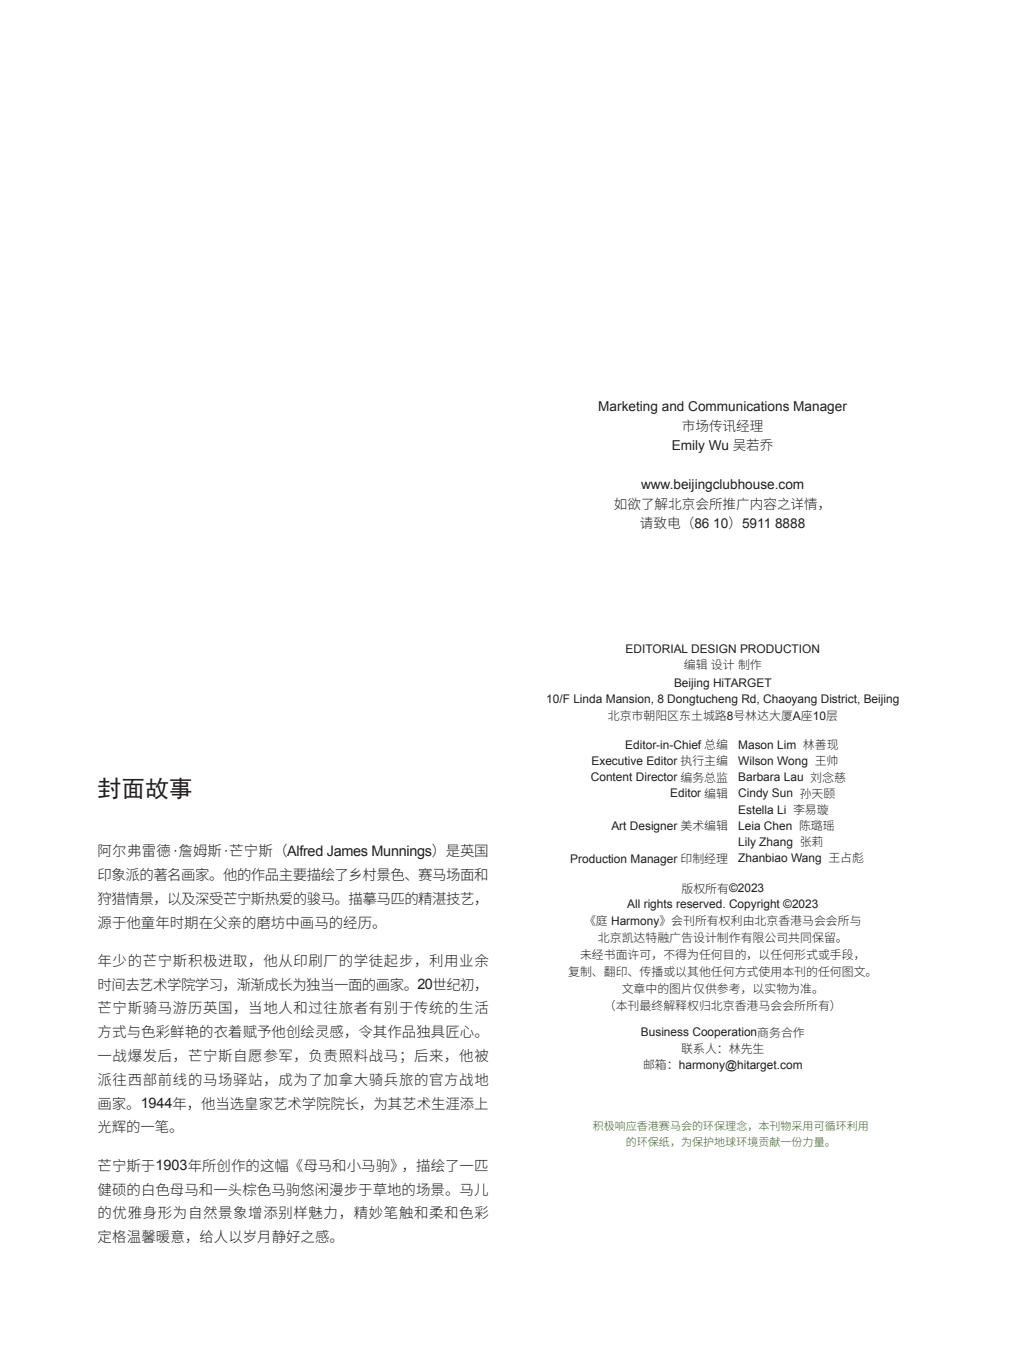 封面故事
阿尔弗雷德·詹姆斯·芒宁斯（Alfred James Munnings）是英国
印象派的著名画家。他的作品主要描绘了乡村景色、赛马场面和
狩猎情景，以及深受芒宁斯热爱的骏马。描摹马匹的精湛技艺，
源于他童年时期在父亲的磨坊中画马的经历。
年少的芒宁斯积极进取，他从印刷厂的学徒起步，利用业余
时间去艺术学院学习，渐渐成长为独当一面的画家。20世纪初，
芒宁斯骑马游历英国，当地人和过往旅者有别于传统的生活
方式与色彩鲜艳的衣着赋予他创绘灵感，令其作品独具匠心。
一战爆发后，芒宁斯自愿参军，负责照料战马；后来，他被
派往西部前线的马场驿站，成为了加拿大骑兵旅的官方战地
画家。1944年，他当选皇家艺术学院院长，为其艺术生涯添上
光辉的一笔。
芒宁斯于1903年所创作的这幅《母马和小马驹》，描绘了一匹
健硕的白色母马和一头棕色马驹悠闲漫步于草地的场景。马儿
的优雅身形为自然景象增添别样魅力，精妙笔触和柔和色彩
定格温馨暖意，给人以岁月静好之感。
Marketing and Communications Manager
市场传讯经理
Emily Wu 吴若乔
www.beijingclubhouse.com
如欲了解北京会所推广内容之详情，
请致电（86 10）5911 8888
EDITORIAL DESIGN PRODUCTION
编辑 设计 制作
Beijing HiTARGET
10/F Linda Mansion, 8 Dongtucheng Rd, Chaoyang District, Beijing
北京市朝阳区东土城路8号林达大厦A座10层
Editor-in-Chief 总编 Mason Lim 林善现
Executive Editor 执行主编 Wilson Wong 王帅
Content Director 编务总监 Barbara Lau 刘念慈
Editor 编辑 Cindy Sun 孙天颐
Estella Li 李易璇
Art Designer 美术编辑 Leia Chen 陈璐瑶
Lily Zhang 张莉
Production Manager 印制经理 Zhanbiao Wang 王占彪
版权所有©2023
All rights reserved. Copyright ©2023
《庭 Harmony》会刊所有权利由北京香港马会会所与
北京凯达特融广告设计制作有限公司共同保留。
未经书面许可，不得为任何目的，以任何形式或手段，
复制、翻印、传播或以其他任何方式使用本刊的任何图文。
文章中的图片仅供参考，以实物为准。
（本刊最终解释权归北京香港马会会所所有）
Business Cooperation商务合作
联系人：林先生
邮箱：harmony@hitarget.com
积极响应香港赛马会的环保理念，本刊物采用可循环利用
的环保纸，为保护地球环境贡献一份力量。